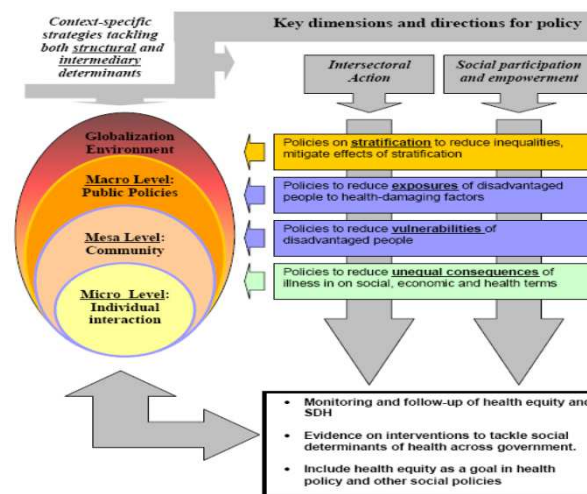 Context-specific
strategies tackling
both structural and
intermediary
determinants
Key dimensions and directions for policy
Intersectoral
Action
Social participation
and empowerment
Globalization
Environment
Macro Level:
Public Policies
Mesa Level:
Community
Micro Level:
Individual
interaction
Policies on stratification to reduce inequalities,
mitigate effects of stratification
Policies to reduce exposures of disadvantaged
people to health-damaging factors
Policies to reduce vulnerabilities of
disadvantaged people
Policies to reduce unequal consequences of
illness in on social, economic and health terms
• Monitoring and follow-up of health equity and
SDH
• Evidence on interventions to tackle social
determinants of health across government.
• Include health equity as a goal in health
policy and other social policies